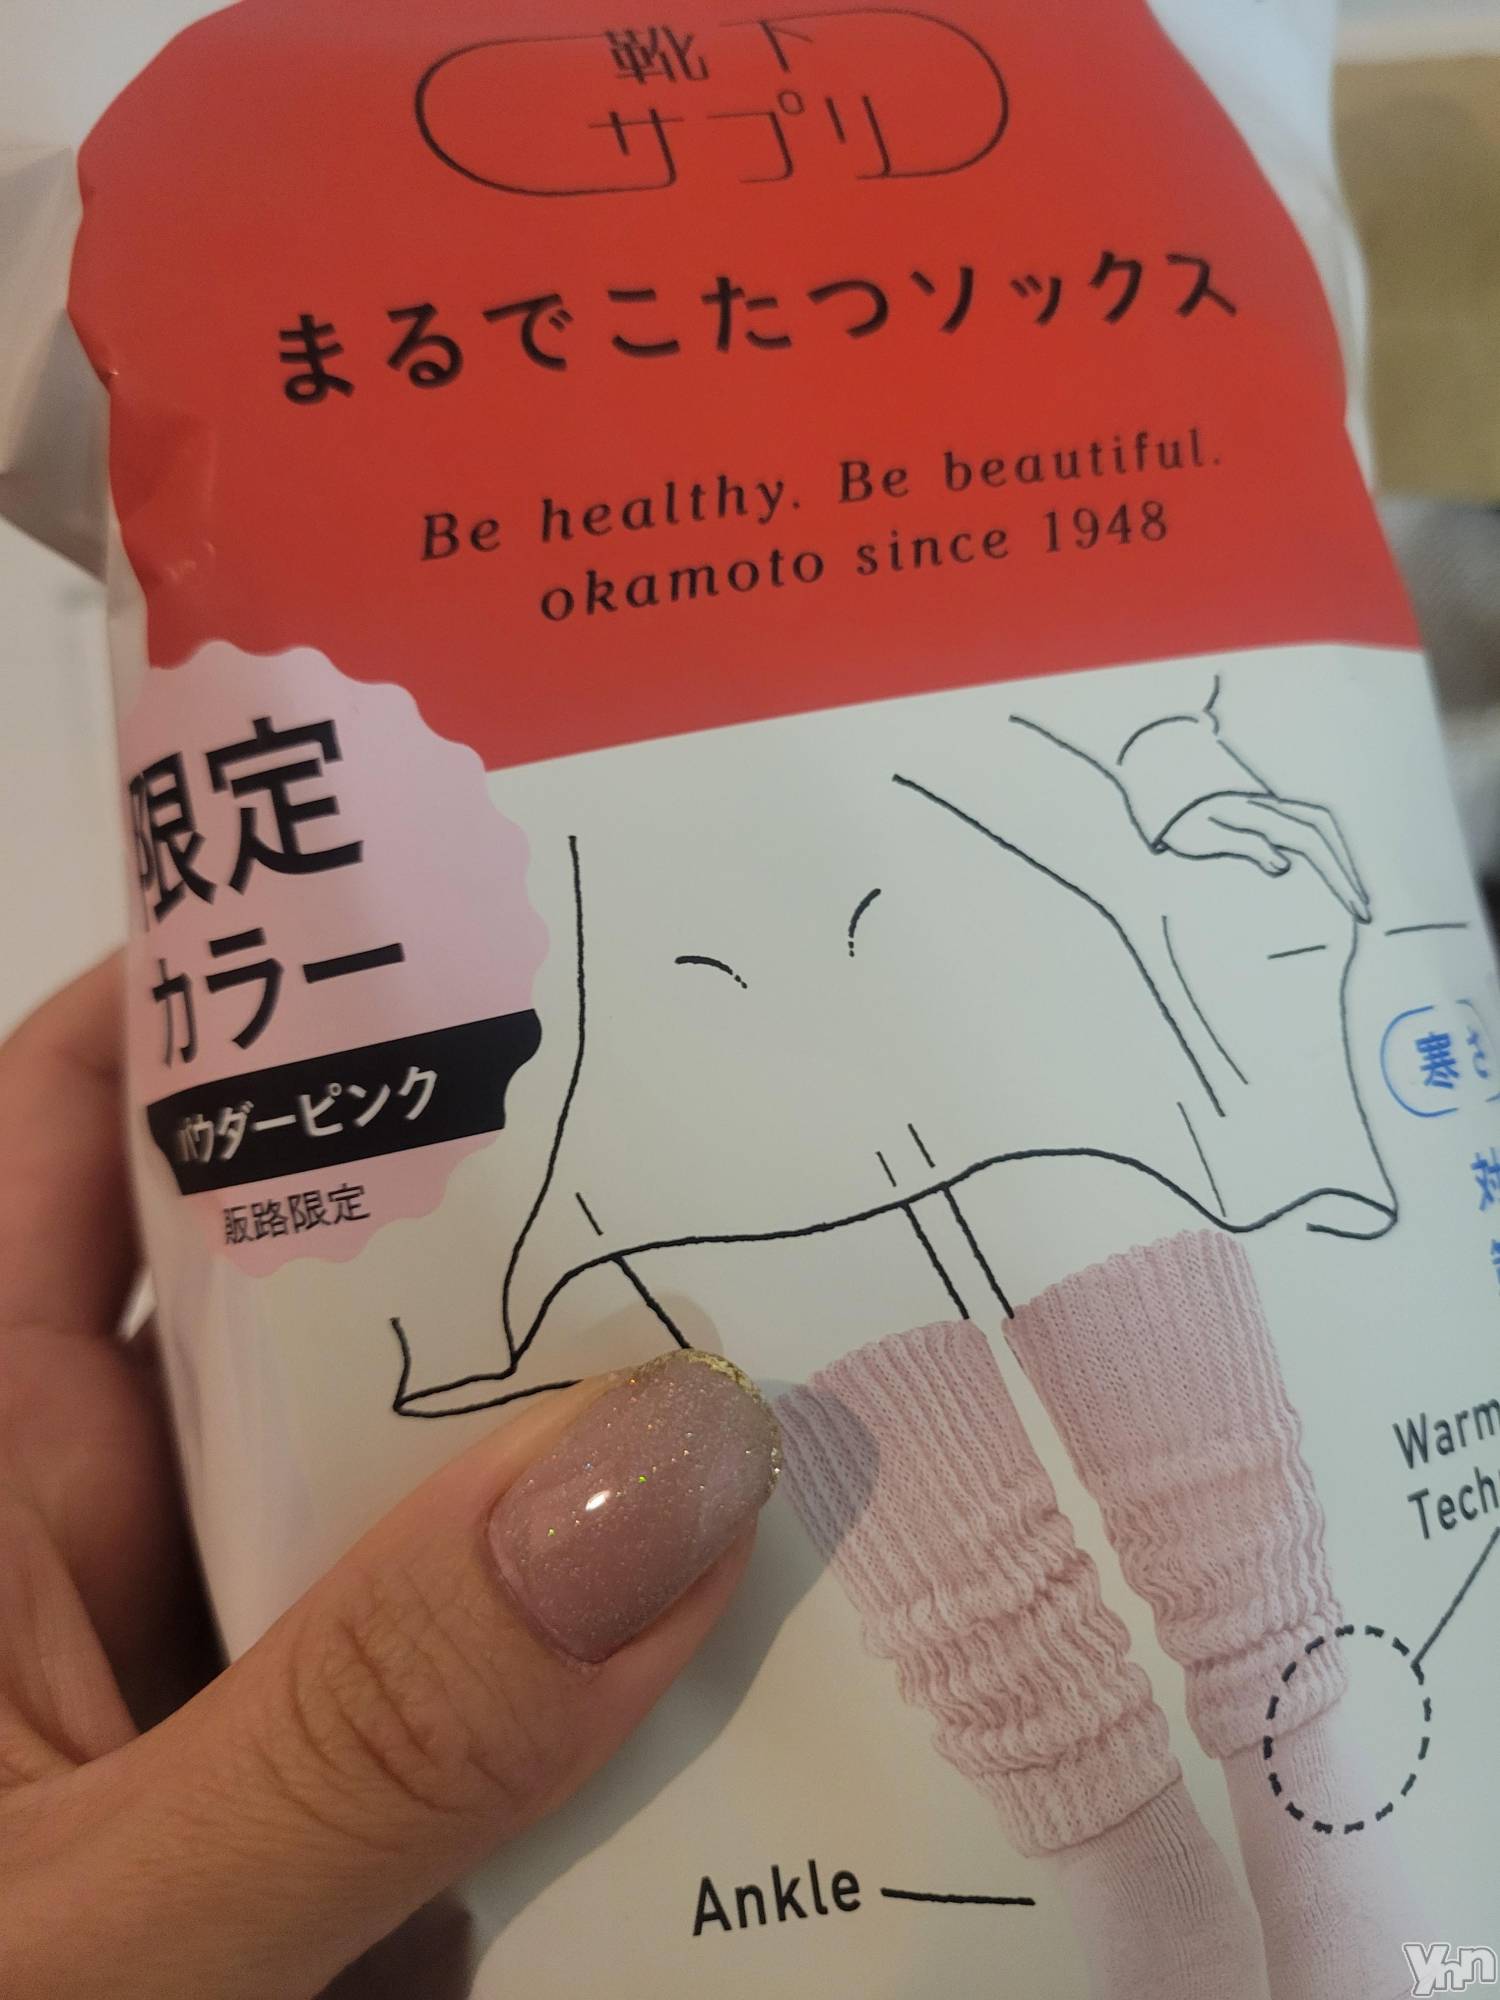 靴下
サプリ
まるでこたつソックス
Be healthy. Be beautiful.
okamoto since 1948
限定
カラー
パウダーピンク
販路限定
寒
Warm
Tech
Ankle